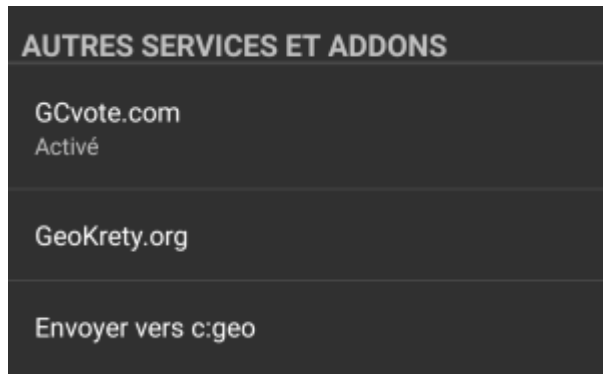 AUTRES SERVICES ET ADDONS
GCvote.com
Activé
GeoKrety.org
Envoyer vers c:geo